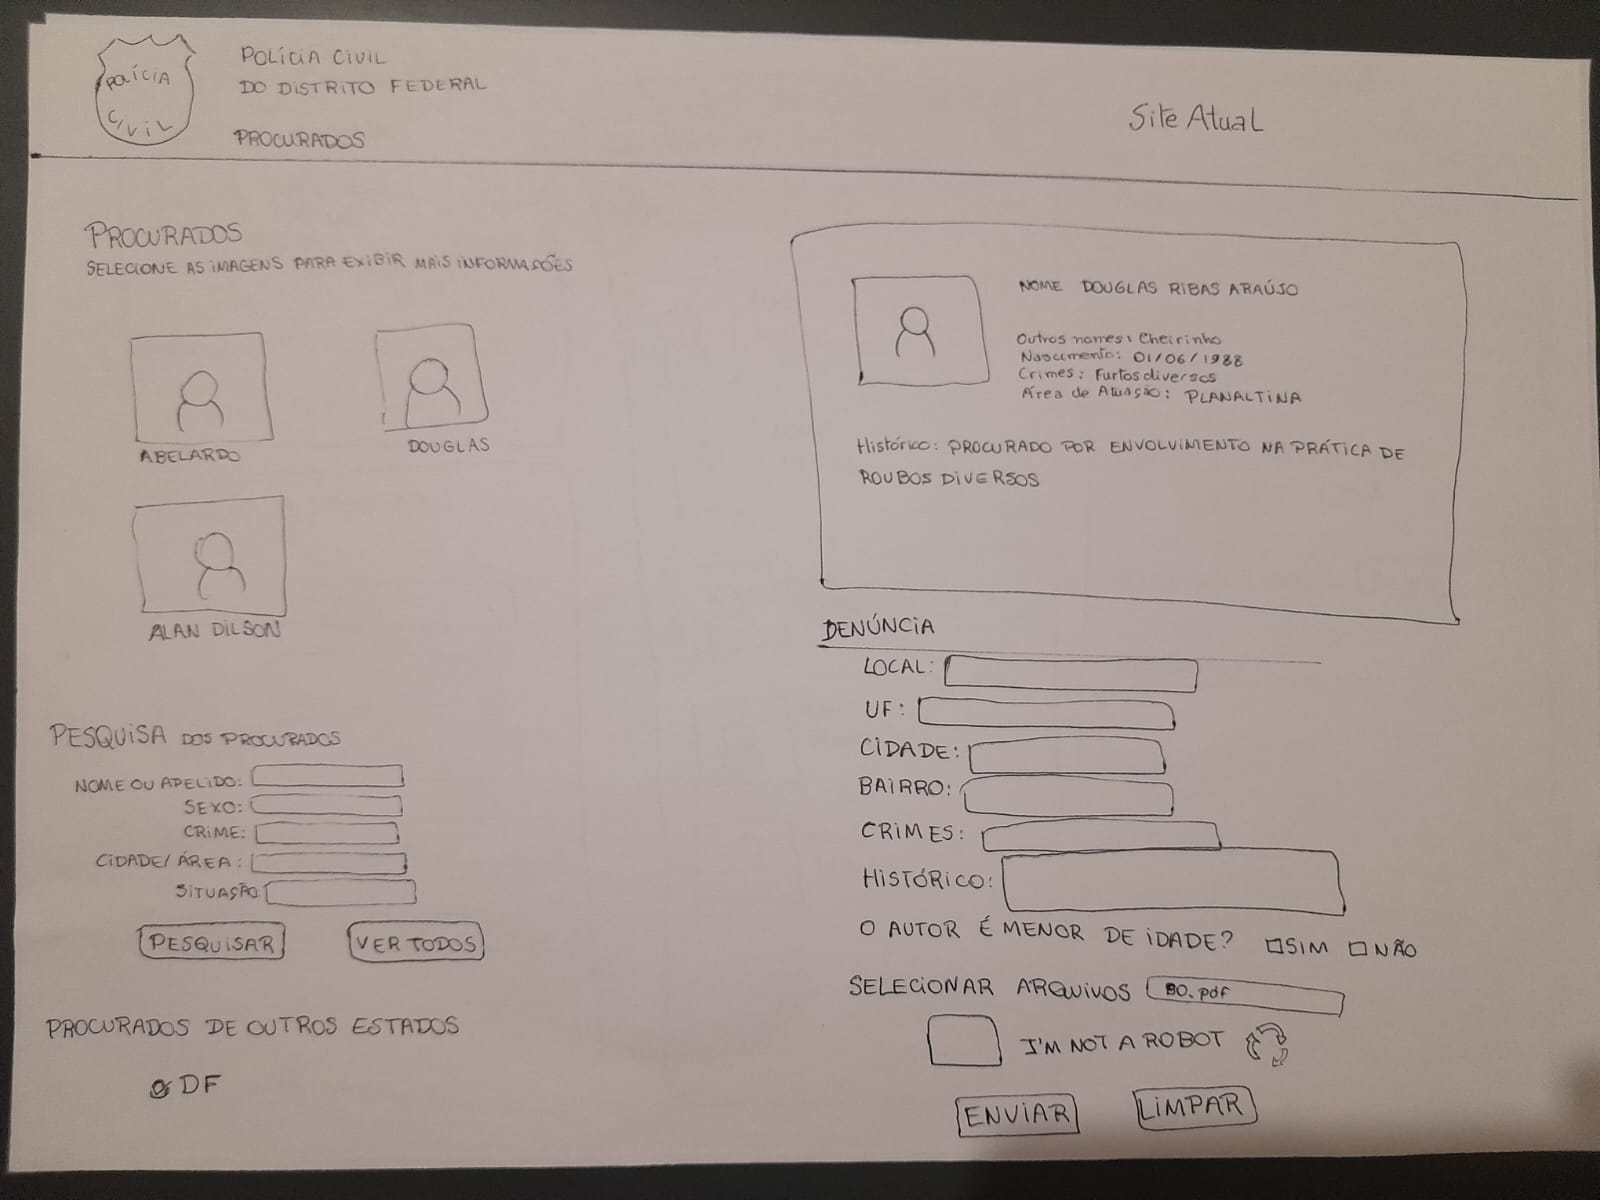 POLÍCIA
CIVIL
POLÍCIA CIVIL
DO DISTRITO FEDERAL
PROCURADOS
Site Atual
PROCURADOS
SELECIONE AS IMAGENS PARA EXIBIR MAIS INFORMAÇÕES
ABELARDO
DOUGLAS
ALAN DILSON
PESQUISA DOS PROCURADOS
NOME OU APELIDO:
SEXO:
CRIME:
CIDADE/ ÁREA:
SITUAÇÃO
PESQUISAR
VER TODOS
PROCURADOS DE OUTROS ESTADOS
DF
NOME DOUGLAS RIBAS ARAÚJO
Outros nomes: Cheirinho
Nascimento: 01/06/1988
Crimes: Furtos diversos
Área de Atuação: PLANALTINA
Histórico: PROCURADO POR ENVOLVIMENTO NA PRÁTICA DE
ROUBOS DIVERSOS
DENÚNCIA
LOCAL:
UF:
CIDADE:
BAIRRO:
CRIMES:
HISTÓRICO:
O AUTOR É MENOR DE IDADE? SIM NÃO
SELECIONAR ARQUIVOS BO.pdf
I'M NOT A ROBOT
ENVIAR
LIMPAR